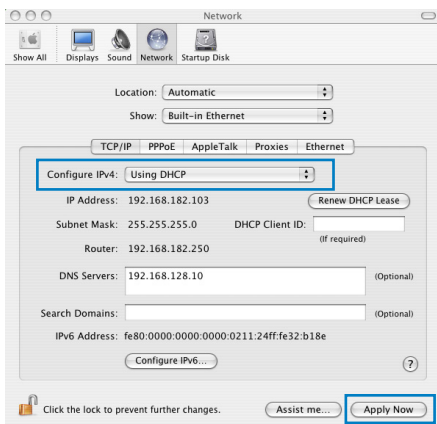 Network
Show All Displays Sound Network Startup Disk
Location: Automatic
Show: Built-in Ethernet
TCP/IP PPPoE AppleTalk Proxies Ethernet
Configure IPv4: Using DHCP
IP Address: 192.168.182.103 Renew DHCP Lease
Subnet Mask: 255.255.255.0 DHCP Client ID:
(If required)
Router: 192.168.182.250
DNS Servers: 192.168.128.10 (Optional)
Search Domains: (Optional)
IPv6 Address: fe80:0000:0000:0000:0211:24ff:fe32:b18e
Configure IPv6... ?
Click the lock to prevent further changes. Assist me... Apply Now